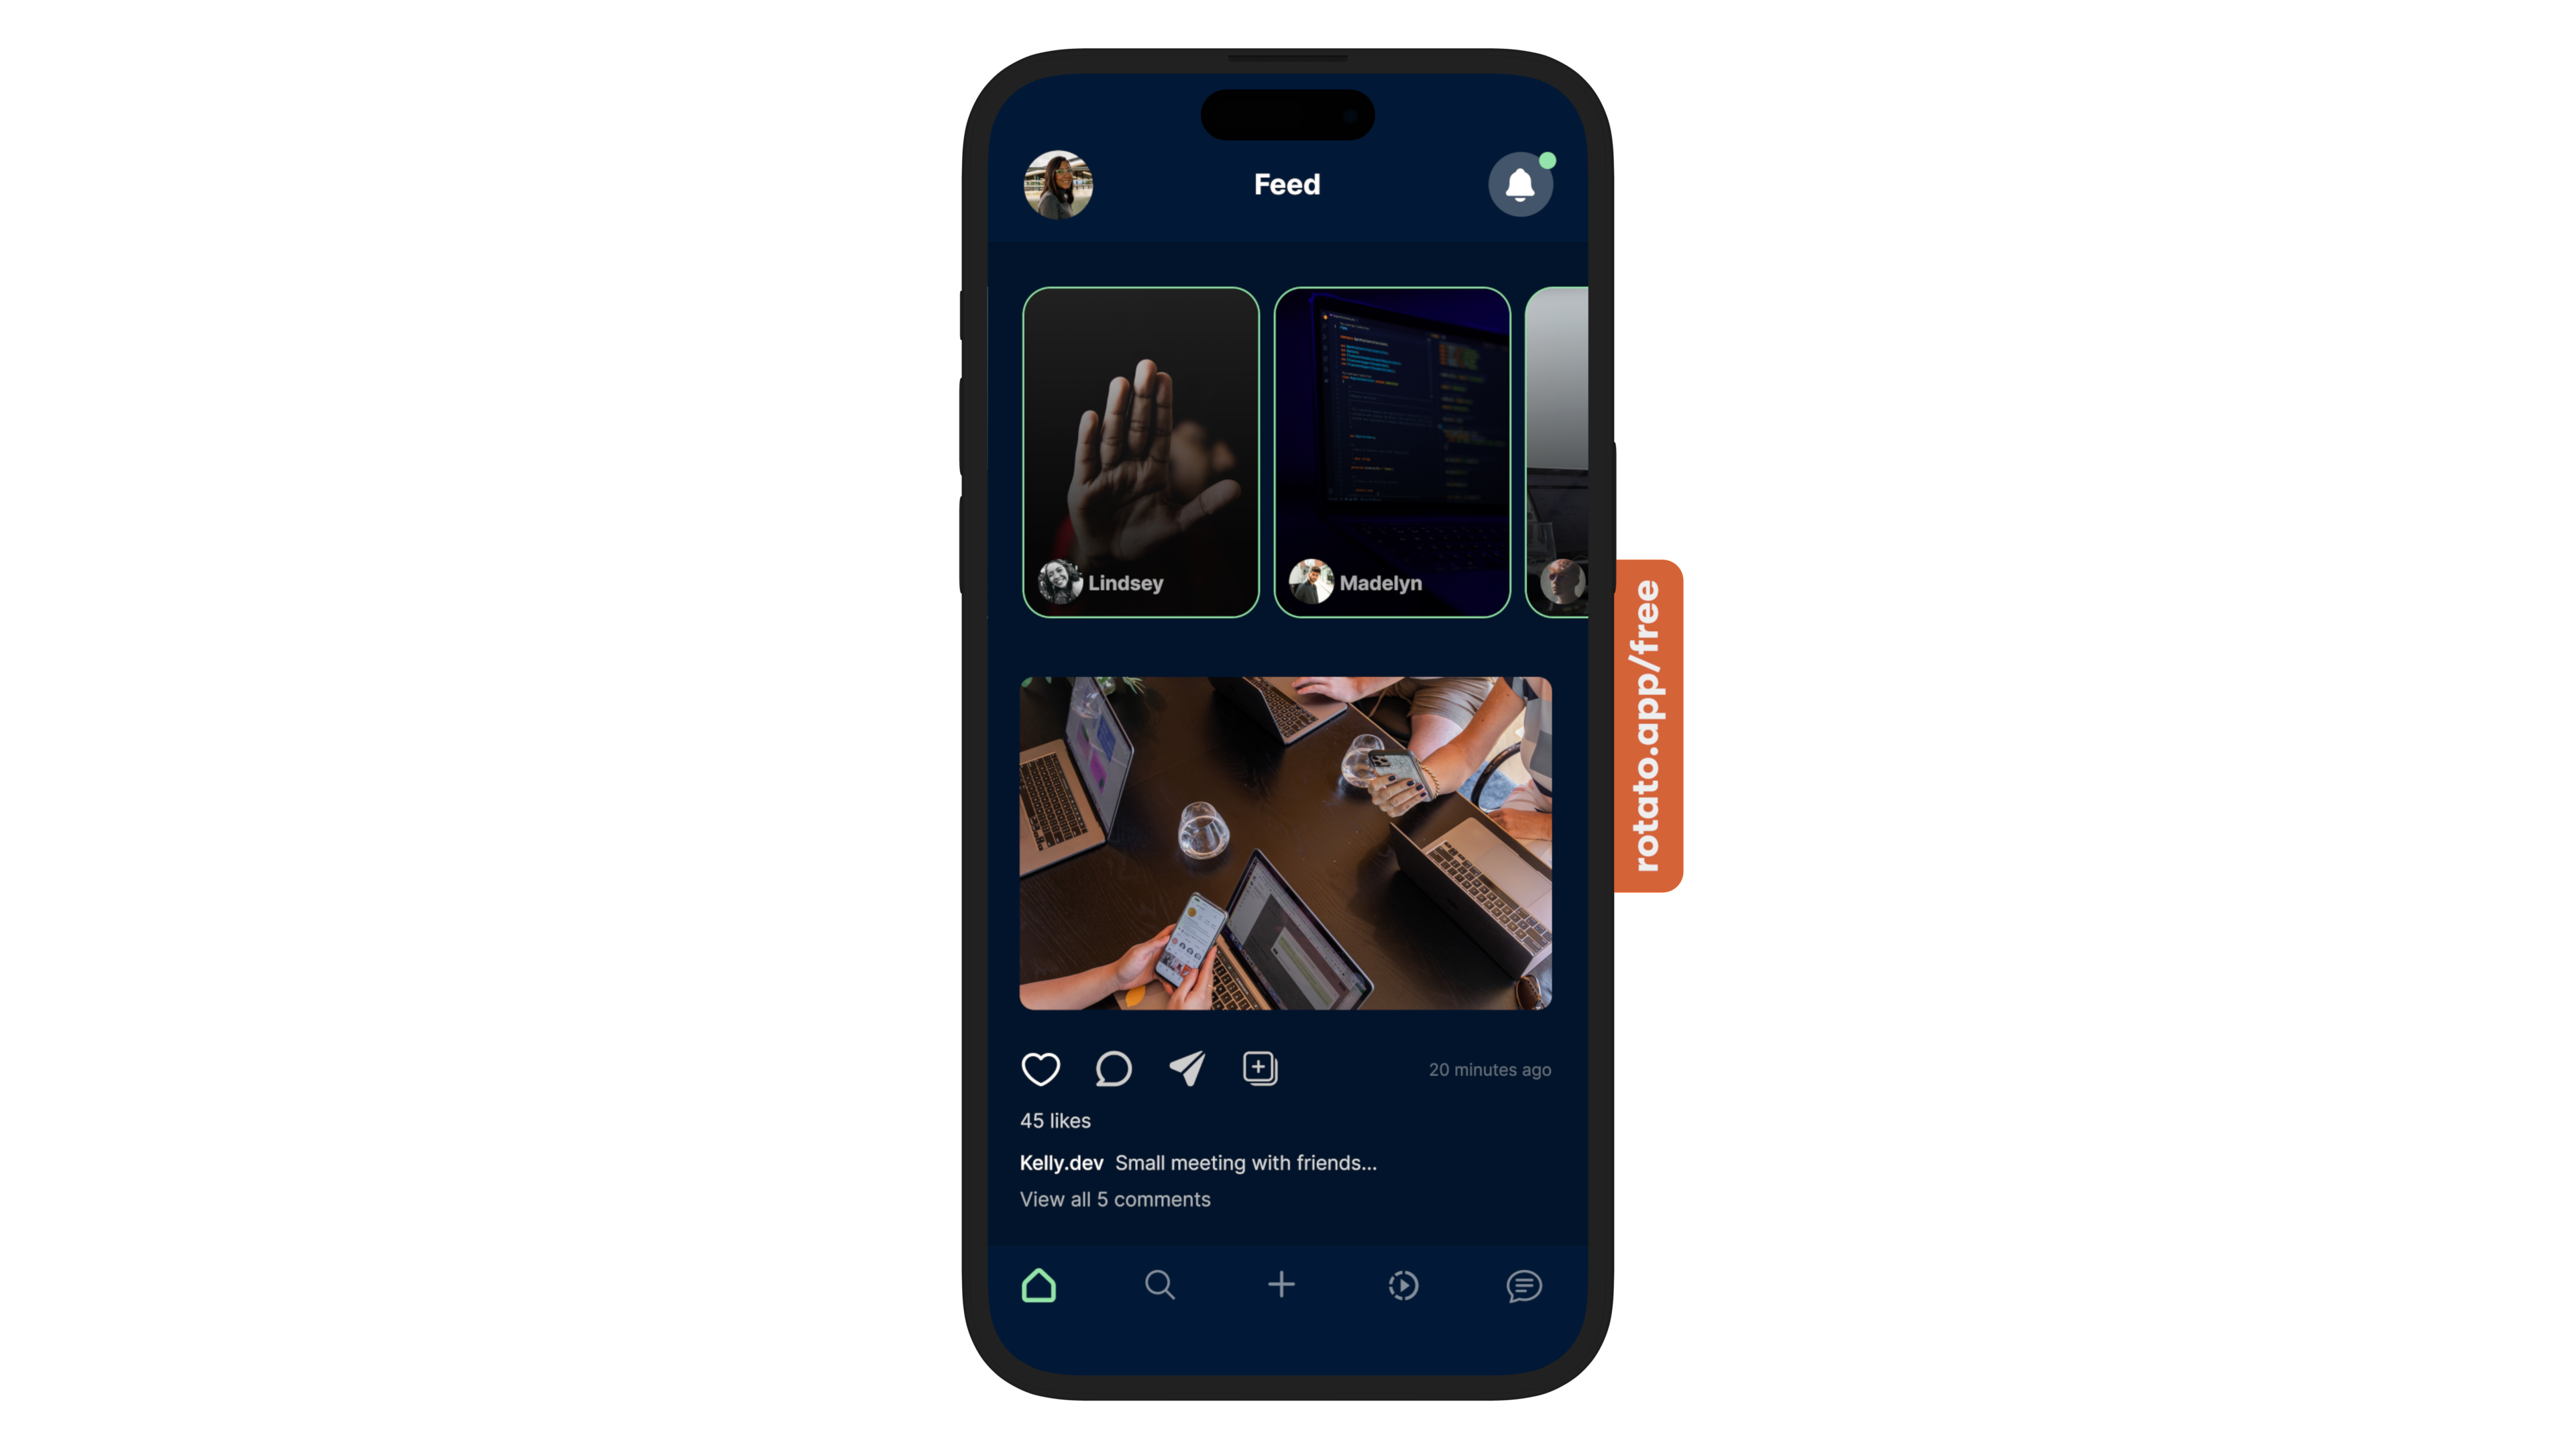 Feed
Lindsey
Madelyn
rotato.app/free
20 minutes ago
45 likes
Kelly.dev Small meeting with friends...
View all 5 comments